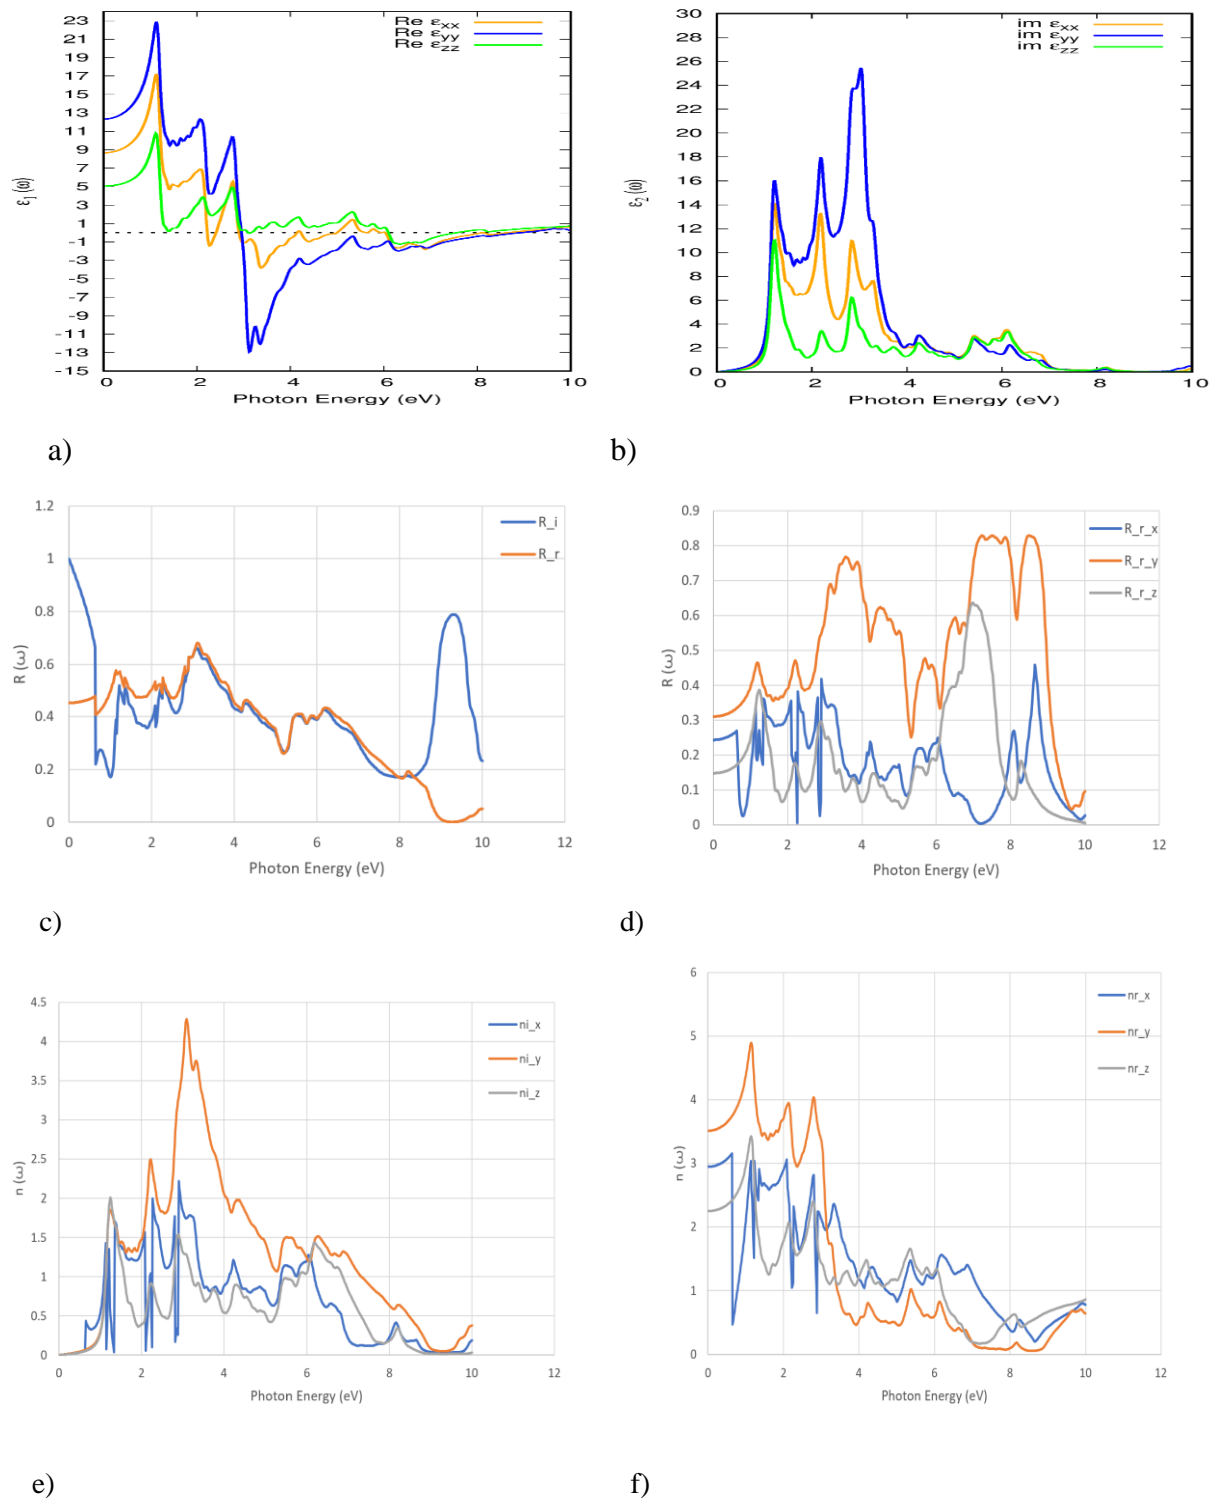 23
21
19
17
15
13
11
9
7
5
3
1
-1
-3
-5
-7
-9
-11
-13
-15
0 2 4 6 8 10
ε1(ω)
Photon Energy (eV)
Re εxx
Re εyy
Re εzz
a)
30
28
26
24
22
20
18
16
14
12
10
8
6
4
2
0
0 2 4 6 8 10
ε2(ω)
Photon Energy (eV)
im εxx
im εyy
im εzz
b)
1.2
1
0.8
0.6
0.4
0.2
0
0 2 4 6 8 10 12
R (ω)
Photon Energy (eV)
R_i
R_r
c)
0.9
0.8
0.7
0.6
0.5
0.4
0.3
0.2
0.1
0
0 2 4 6 8 10 12
R (ω)
Photon Energy (eV)
R_r_x
R_r_y
R_r_z
d)
4.5
4
3.5
3
2.5
2
1.5
1
0.5
0
0 2 4 6 8 10 12
n (ω)
Photon Energy (eV)
ni_x
ni_y
ni_z
e)
6
5
4
3
2
1
0
0 2 4 6 8 10 12
n (ω)
Photon Energy (eV)
nr_x
nr_y
nr_z
f)